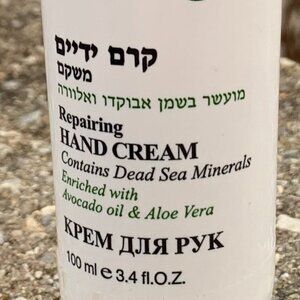 קרם ידיים
משקם
מועשר בשמן אבוקדו ואלוורה
Repairing
HAND CREAM
Contains Dead Sea Minerals
Enriched with
Avocado oil & Aloe Vera
КРЕМ ДЛЯ РУК
100 ml e 3.4 fl.O.Z.